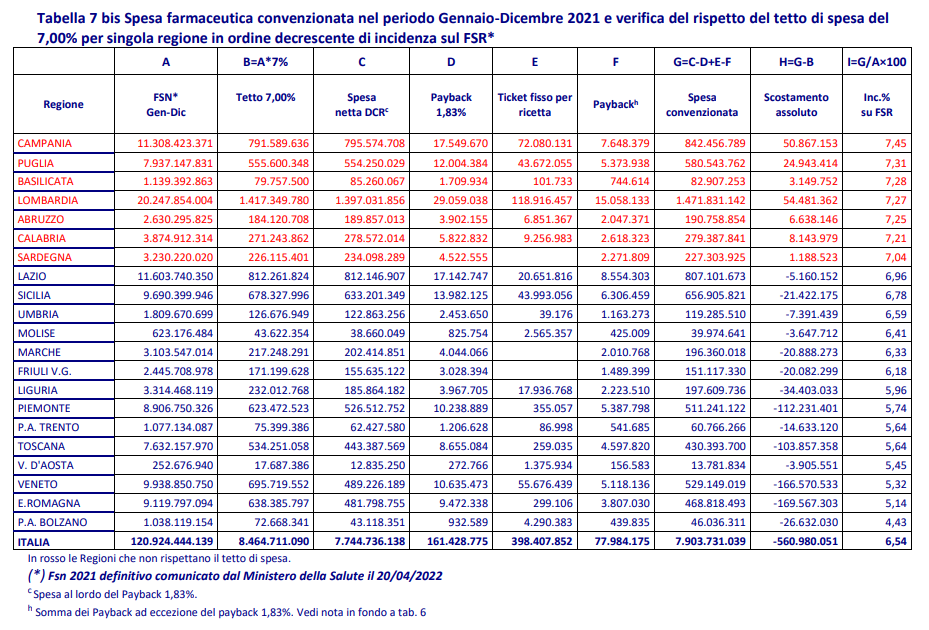 Tabella 7 bis Spesa farmaceutica convenzionata nel periodo Gennaio-Dicembre 2021 e verifica del rispetto del tetto di spesa del
7,00% per singola regione in ordine decrescente di incidenza sul FSR*
A B=A*7% C D E F G=C-D+E-F H=G-B I=G/A×100
Regione FSN* Gen-Dic Tetto 7,00% Spesa netta DCRᶜ Payback 1,83% Ticket fisso per ricetta Paybackʰ Spesa convenzionata Scostamento assoluto Inc.% su FSR
CAMPANIA 11.308.423.371 791.589.636 795.574.708 17.549.670 72.080.131 7.648.379 842.456.789 50.867.153 7,45
PUGLIA 7.937.147.831 555.600.348 554.250.029 12.004.384 43.672.055 5.373.938 580.543.762 24.943.414 7,31
BASILICATA 1.139.392.863 79.757.500 85.260.067 1.709.934 101.733 744.614 82.907.253 3.149.752 7,28
LOMBARDIA 20.247.854.004 1.417.349.780 1.397.031.856 29.059.038 118.916.457 15.058.133 1.471.831.142 54.481.362 7,27
ABRUZZO 2.630.295.825 184.120.708 189.857.013 3.902.155 6.851.367 2.047.371 190.758.854 6.638.146 7,25
CALABRIA 3.874.912.314 271.243.862 278.572.014 5.822.832 9.256.983 2.618.323 279.387.841 8.143.979 7,21
SARDEGNA 3.230.220.020 226.115.401 234.098.289 4.522.555 2.271.809 227.303.925 1.188.523 7,04
LAZIO 11.603.740.350 812.261.824 812.146.907 17.142.747 20.651.816 8.554.303 807.101.673 -5.160.152 6,96
SICILIA 9.690.399.946 678.327.996 633.201.349 13.982.125 43.993.056 6.306.459 656.905.821 -21.422.175 6,78
UMBRIA 1.809.670.699 126.676.949 122.863.256 2.453.650 39.176 1.163.273 119.285.510 -7.391.439 6,59
MOLISE 623.176.484 43.622.354 38.660.049 825.754 2.565.357 425.009 39.974.641 -3.647.712 6,41
MARCHE 3.103.547.014 217.248.291 202.414.851 4.044.066 2.010.768 196.360.018 -20.888.273 6,33
FRIULI V.G. 2.445.708.978 171.199.628 155.635.122 3.028.394 1.489.399 151.117.330 -20.082.299 6,18
LIGURIA 3.314.468.119 232.012.768 185.864.182 3.967.705 17.936.768 2.223.510 197.609.736 -34.403.033 5,96
PIEMONTE 8.906.750.326 623.472.523 526.512.752 10.238.889 355.057 5.387.798 511.241.122 -112.231.401 5,74
P.A. TRENTO 1.077.134.087 75.399.386 62.427.580 1.206.628 86.998 541.685 60.766.266 -14.633.120 5,64
TOSCANA 7.632.157.970 534.251.058 443.387.569 8.655.084 259.035 4.597.820 430.393.700 -103.857.358 5,64
V. D'AOSTA 252.676.940 17.687.386 12.835.250 272.766 1.375.934 156.583 13.781.834 -3.905.551 5,45
VENETO 9.938.850.750 695.719.552 489.226.189 10.635.473 55.676.439 5.118.136 529.149.019 -166.570.533 5,32
E.ROMAGNA 9.119.797.094 638.385.797 481.798.755 9.472.338 299.106 3.807.030 468.818.493 -169.567.303 5,14
P.A. BOLZANO 1.038.119.154 72.668.341 43.118.351 932.589 4.290.383 439.835 46.036.311 -26.632.030 4,43
ITALIA 120.924.444.139 8.464.711.090 7.744.736.138 161.428.775 398.407.852 77.984.175 7.903.731.039 -560.980.051 6,54
In rosso le Regioni che non rispettano il tetto di spesa.
(*) Fsn 2021 definitivo comunicato dal Ministero della Salute il 20/04/2022
ᶜ Spesa al lordo del Payback 1,83%.
ʰ Somma dei Payback ad eccezione del payback 1,83%. Vedi nota in fondo a tab. 6